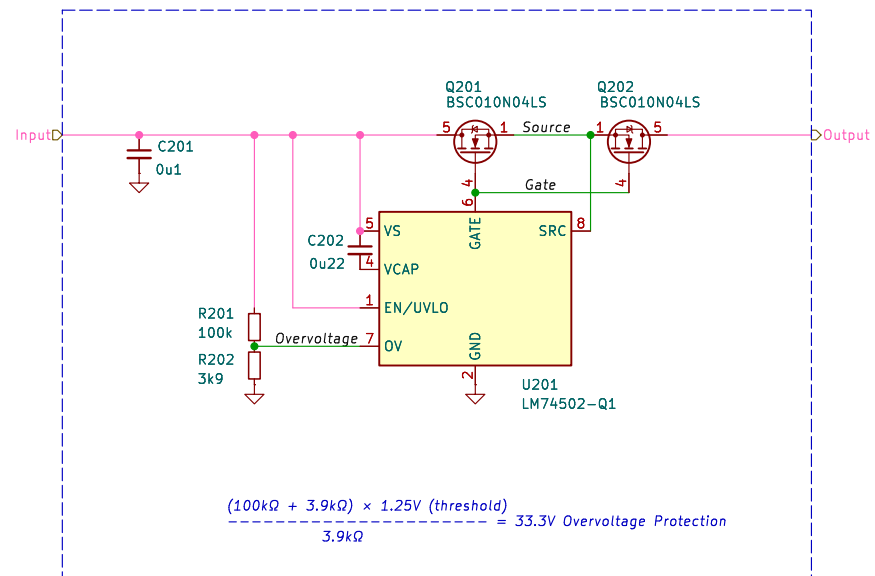 Q201
BSC010N04LS
Q202
BSC010N04LS
Input
5
1
Source
1
5
Output
C201
0u1
4
Gate
4
6
5
VS
GATE
SRC
8
C202
0u22
4
VCAP
1
EN/UVLO
R201
100k
Overvoltage
7
OV
GND
R202
3k9
2
U201
LM74502-Q1
(100kΩ + 3.9kΩ) × 1.25V (threshold)
------------------------ = 33.3V Overvoltage Protection
3.9kΩ